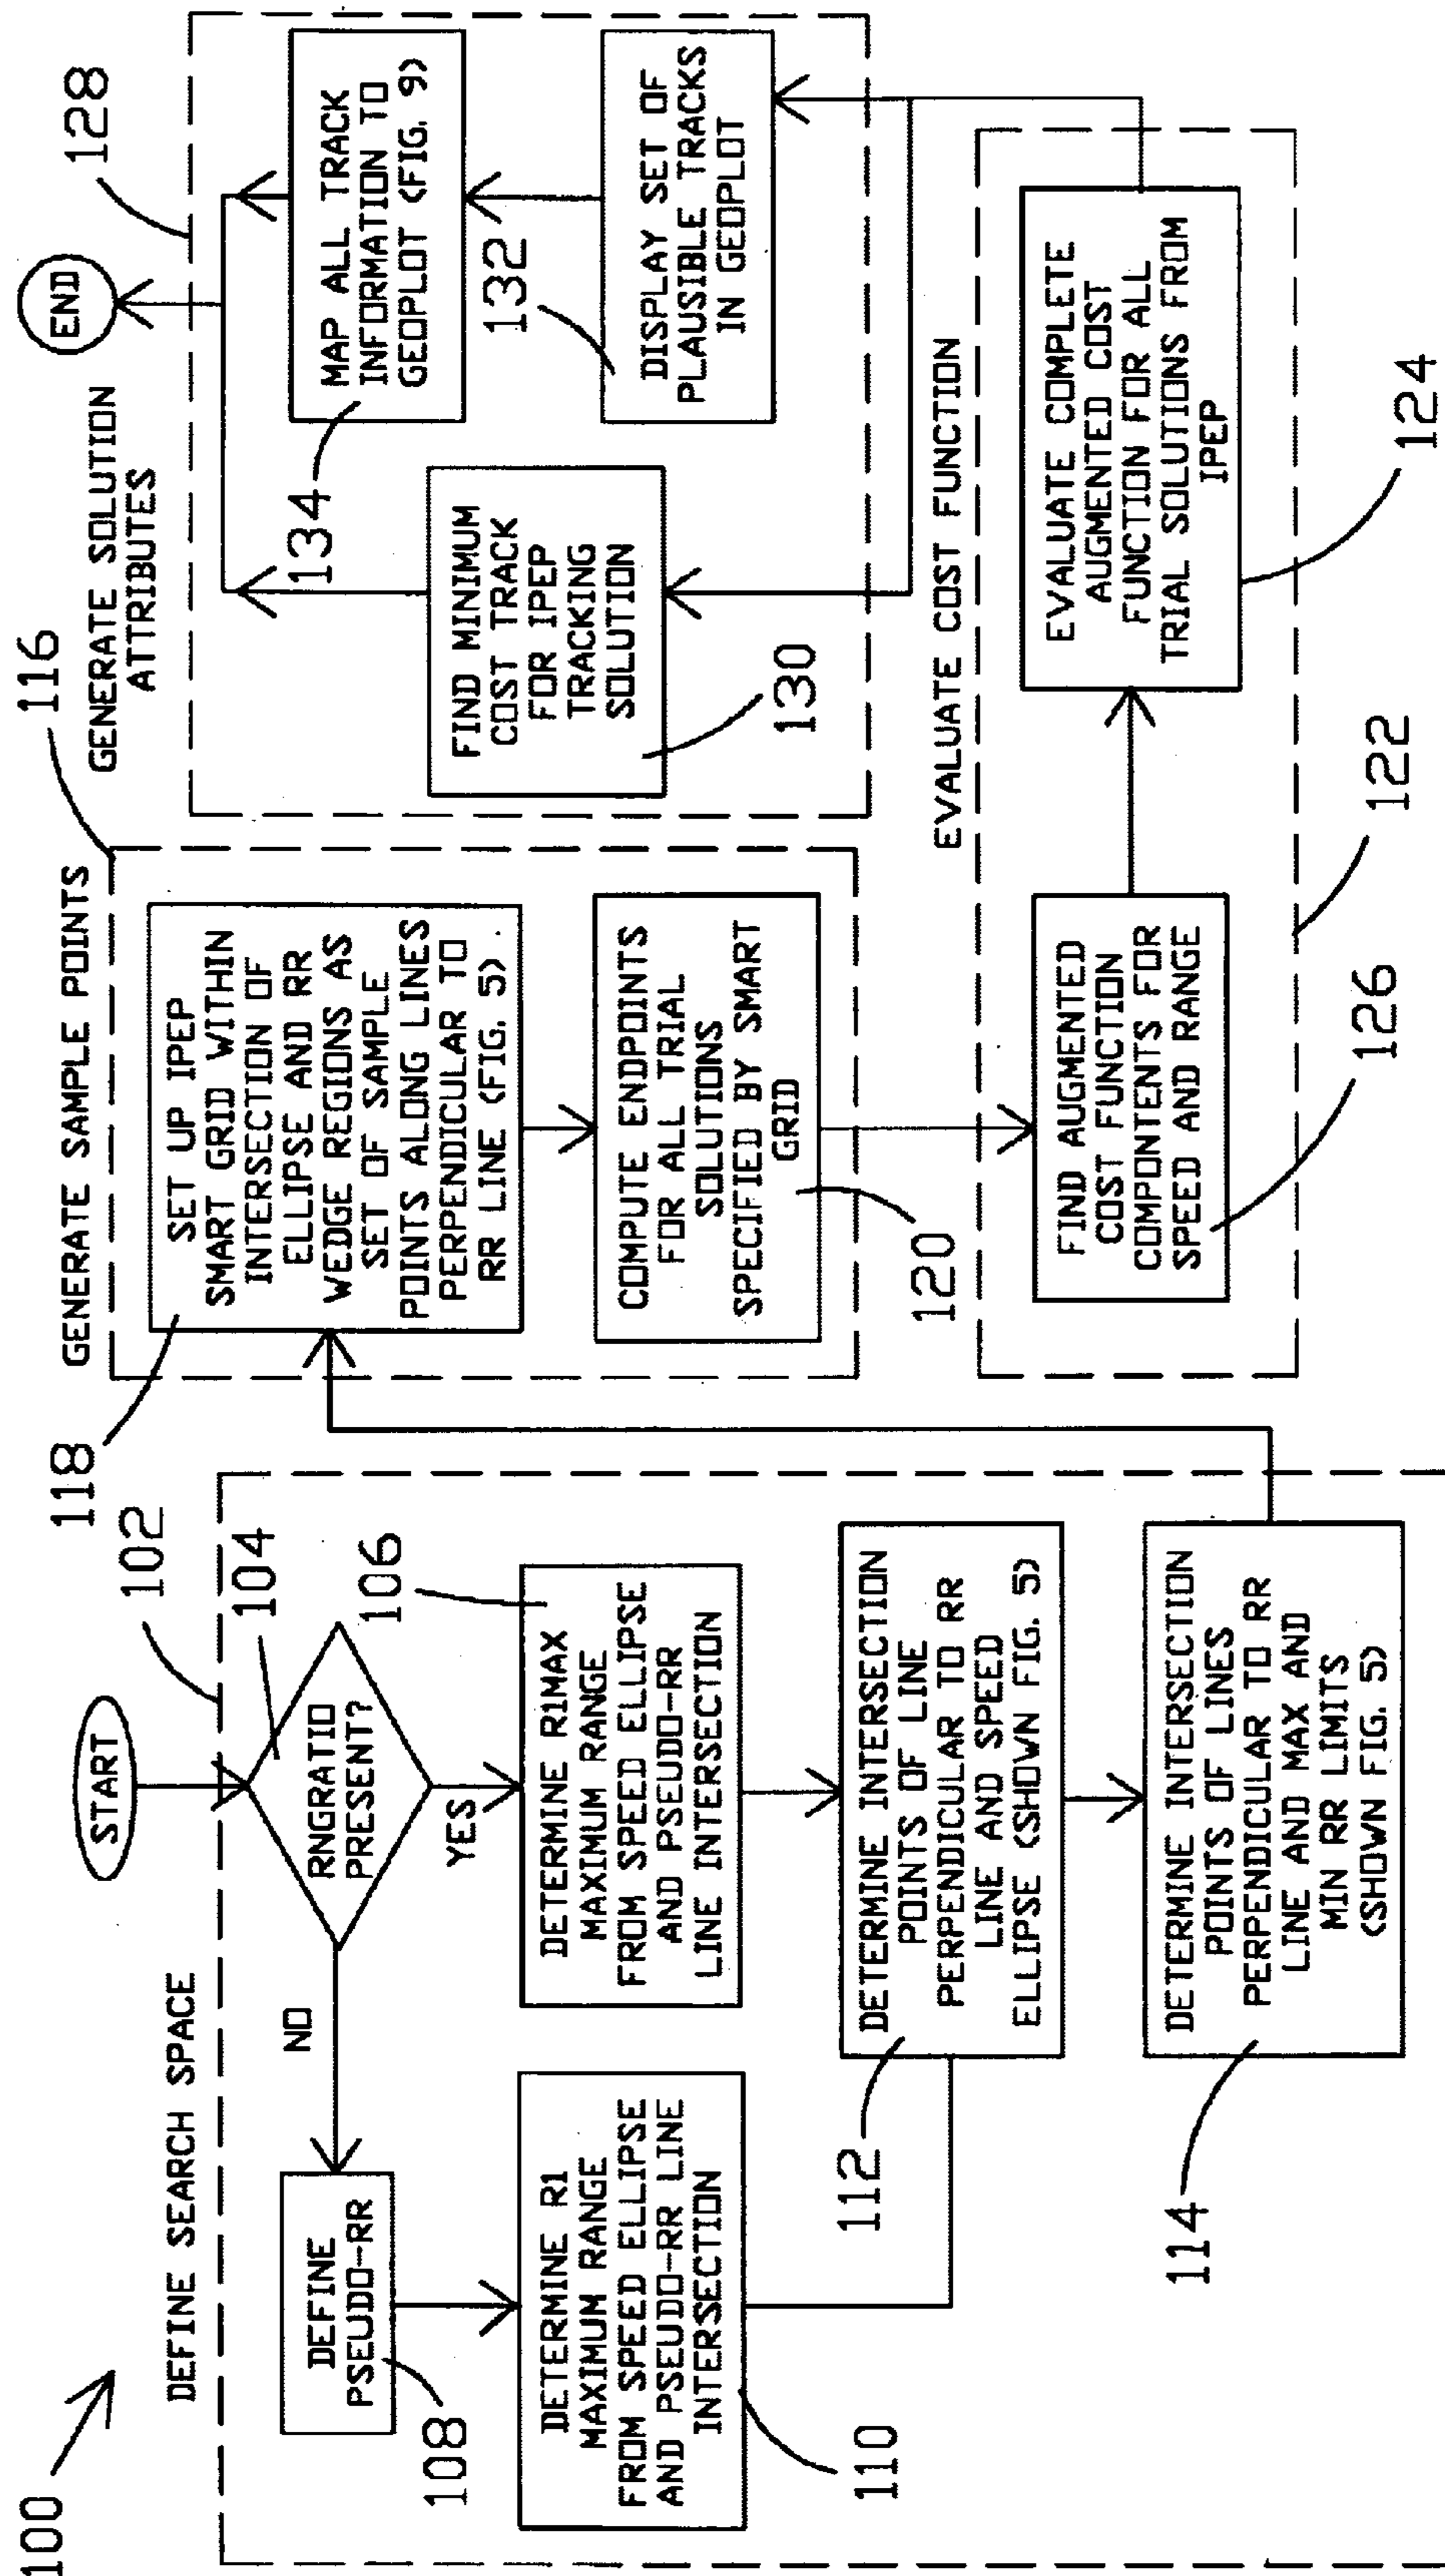 100
START
DEFINE SEARCH SPACE
102
104
RNGRATIO
PRESENT?
NO
YES
DEFINE
PSEUDO-RR
108
106
DETERMINE R1
MAXIMUM RANGE
FROM SPEED ELLIPSE
AND PSEUDO-RR LINE
INTERSECTION
110
DETERMINE R1MAX
MAXIMUM RANGE
FROM SPEED ELLIPSE
AND PSEUDO-RR
LINE INTERSECTION
DETERMINE INTERSECTION
POINTS OF LINE
PERPENDICULAR TO RR
LINE AND SPEED
ELLIPSE (SHOWN FIG. 5)
112
DETERMINE INTERSECTION
POINTS OF LINES
PERPENDICULAR TO RR
LINE AND MAX AND
MIN RR LIMITS
(SHOWN FIG. 5)
114
116
GENERATE SAMPLE POINTS
118
SET UP IPEP
SMART GRID WITHIN
INTERSECTION OF
ELLIPSE AND RR
WEDGE REGIONS AS
SET OF SAMPLE
POINTS ALONG LINES
PERPENDICULAR TO
RR LINE (FIG. 5)
COMPUTE ENDPOINTS
FOR ALL TRIAL
SOLUTIONS
SPECIFIED BY SMART
GRID
120
EVALUATE COST FUNCTION
FIND AUGMENTED
COST FUNCTION
COMPONTENTS FOR
SPEED AND RANGE
126
122
EVALUATE COMPLETE
AUGMENTED COST
FUNCTION FOR ALL
TRIAL SOLUTIONS FROM
IPEP
124
GENERATE SOLUTION
ATTRIBUTES
END
128
FIND MINIMUM
COST TRACK
FOR IPEP
TRACKING
SOLUTION
130
134
MAP ALL TRACK
INFORMATION TO
GEOPLOT (FIG. 9)
132
DISPLAY SET OF
PLAUSIBLE TRACKS
IN GEOPLOT